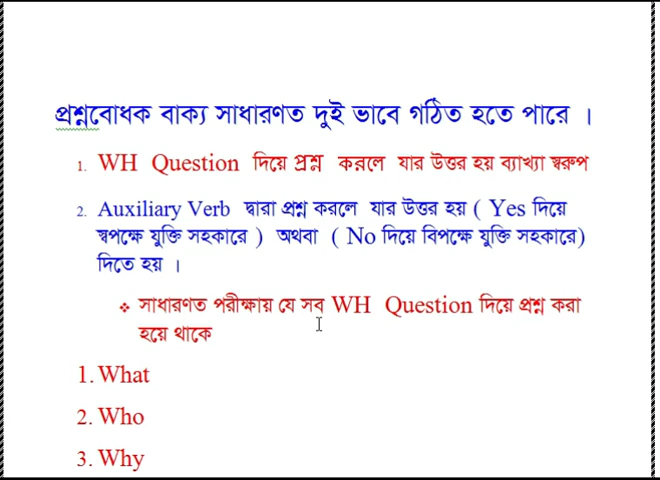 প্রশ্নবোধক বাক্য সাধারণত দুই ভাবে গঠিত হতে পারে ।
1. WH Question দিয়ে প্রশ্ন করলে যার উত্তর হয় ব্যাখ্যা স্বরুপ
2. Auxiliary Verb দ্বারা প্রশ্ন করলে যার উত্তর হয় ( Yes দিয়ে
স্বপক্ষে যুক্তি সহকারে ) অথবা ( No দিয়ে বিপক্ষে যুক্তি সহকারে)
দিতে হয় ।
❖ সাধারণত পরীক্ষায় যে সব WH Question দিয়ে প্রশ্ন করা
হয়ে থাকে
1. What
2. Who
3. Why